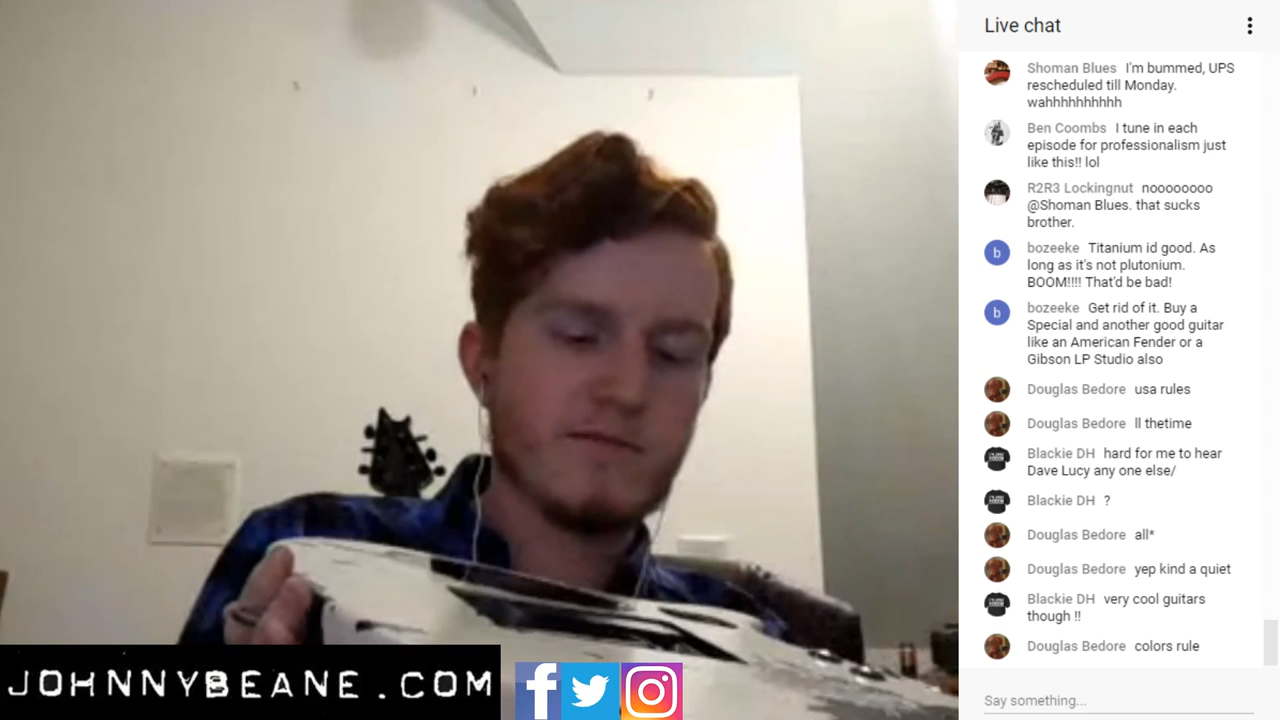 Live chat
Shoman Blues I'm bummed, UPS
rescheduled till Monday.
wahhhhhhhhhh
Ben Coombs I tune in each
episode for professionalism just
like this!! lol
R2R3 Lockingnut noooooooo
@Shoman Blues. that sucks
brother.
b
bozeeke Titanium id good. As
long as it's not plutonium.
BOOM!!!! That'd be bad!
b
bozeeke Get rid of it. Buy a
Special and another good guitar
like an American Fender or a
Gibson LP Studio also
Douglas Bedore usa rules
Douglas Bedore ll thetime
Blackie DH hard for me to hear
Dave Lucy any one else/
Blackie DH ?
Douglas Bedore all*
Douglas Bedore yep kind a quiet
Blackie DH very cool guitars
though !!
Douglas Bedore colors rule
Say something...
JOHNNYBEANE.COM